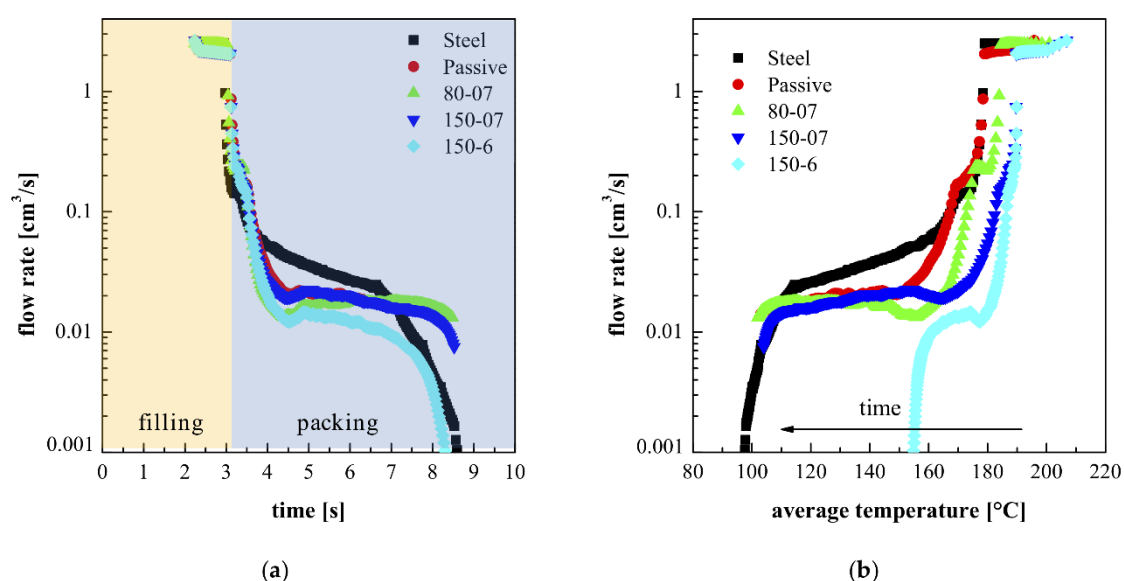 flow rate [cm³/s]
1
0.1
0.01
0.001
Steel
Passive
80-07
150-07
150-6
filling
packing
0 1 2 3 4 5 6 7 8 9 10
time [s]
(a)
flow rate [cm³/s]
1
0.1
0.01
0.001
Steel
Passive
80-07
150-07
150-6
time
80 100 120 140 160 180 200 220
average temperature [°C]
(b)